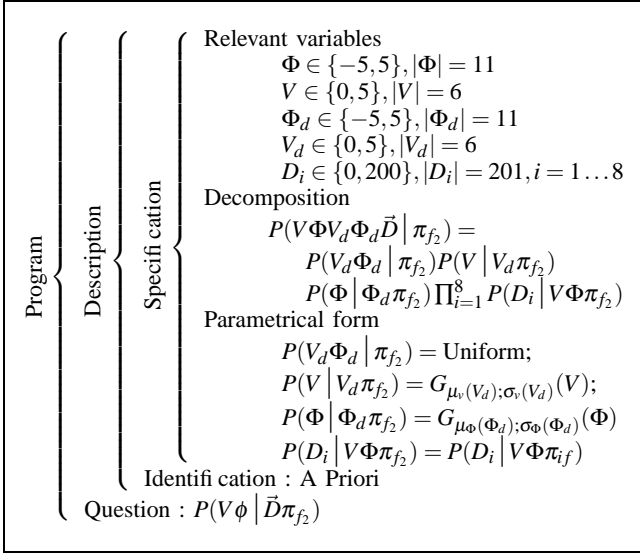 Relevant variables
Φ ∈ {−5,5}, |Φ| = 11
V ∈ {0,5}, |V| = 6
Φ_d ∈ {−5,5}, |Φ_d| = 11
V_d ∈ {0,5}, |V_d| = 6
D_i ∈ {0,200}, |D_i| = 201, i = 1...8
Decomposition
P(VΦV_dΦ_d\vec{D} | π_{f_2}) =
P(V_dΦ_d | π_{f_2})P(V | V_dπ_{f_2})
P(Φ | Φ_dπ_{f_2}) ∏_{i=1}^{8} P(D_i | VΦπ_{f_2})
Parametrical form
P(V_dΦ_d | π_{f_2}) = Uniform;
P(V | V_dπ_{f_2}) = G_{μ_v(V_d);σ_v(V_d)}(V);
P(Φ | Φ_dπ_{f_2}) = G_{μ_Φ(Φ_d);σ_Φ(Φ_d)}(Φ)
P(D_i | VΦπ_{f_2}) = P(D_i | VΦπ_{if})
Specifi cation
Identifi cation : A Priori
Description
Question : P(Vϕ | \vec{D}π_{f_2})
Program